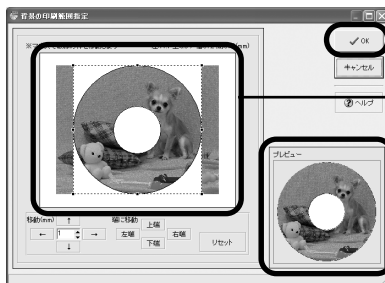 背景の印刷範囲指定
OK
キャンセル
ヘルプ
プレビュー
移動(mm)
↑
← 1 →
↓
端に移動
上端
左端 右端
下端
リセット